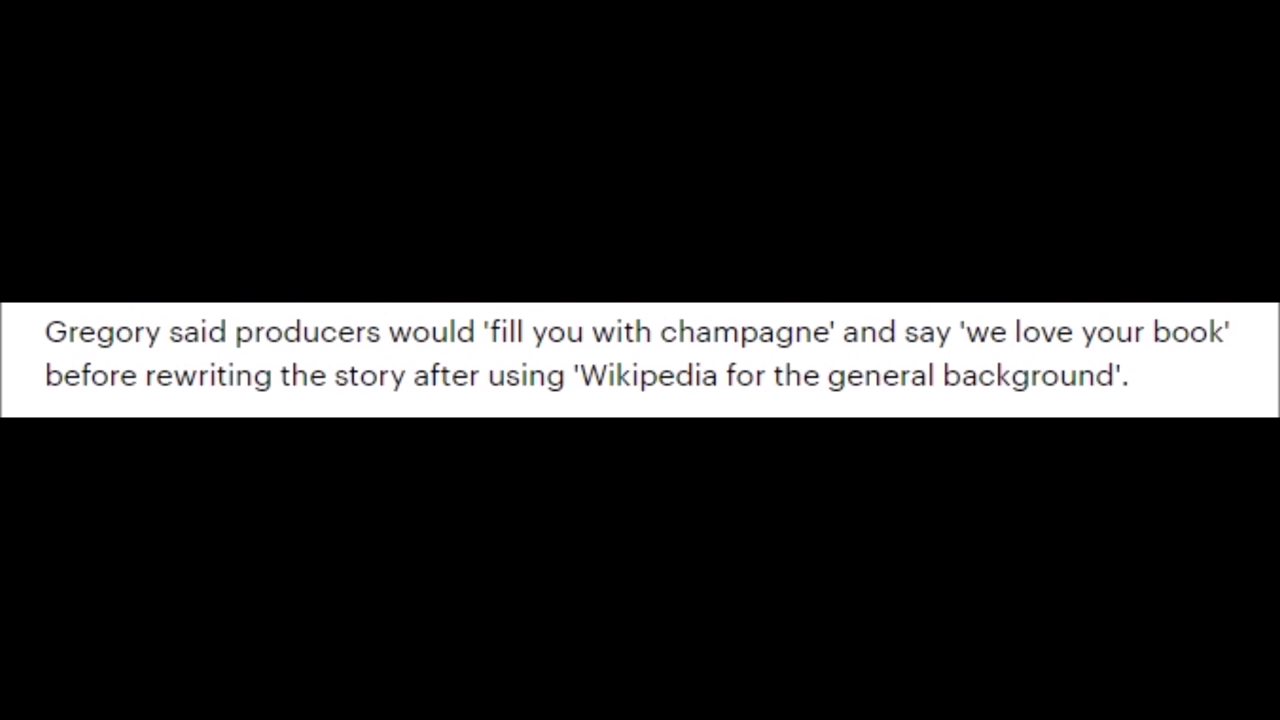 Gregory said producers would 'fill you with champagne' and say 'we love your book'
before rewriting the story after using 'Wikipedia for the general background'.